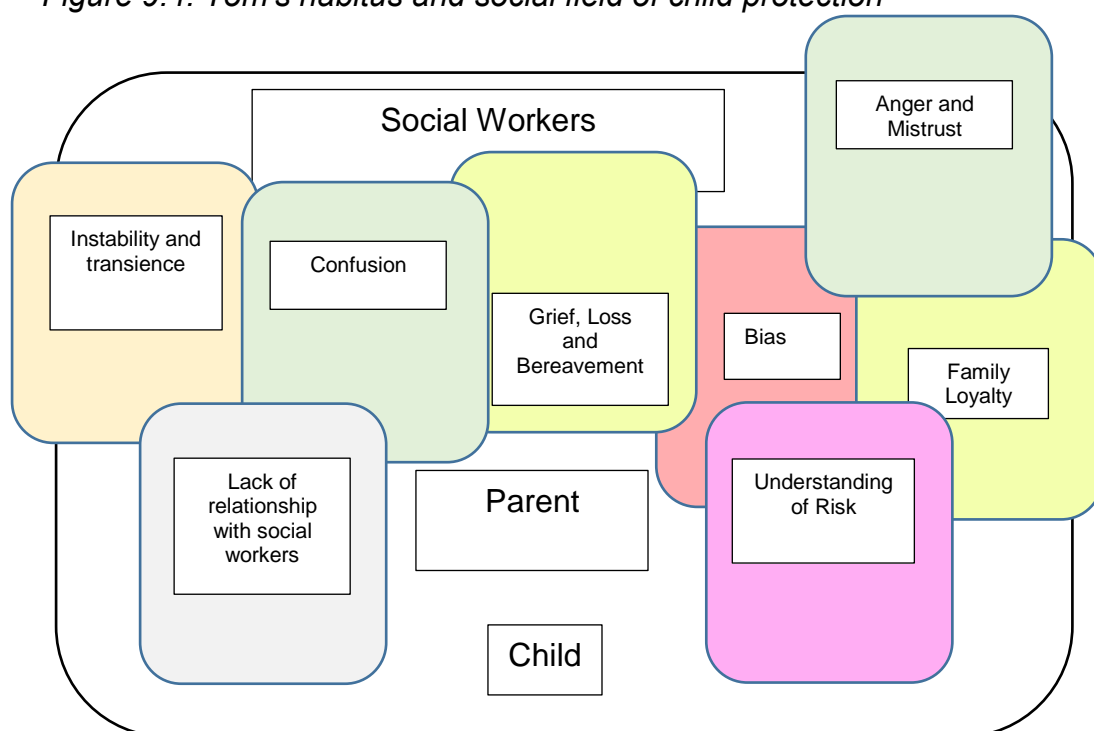 Figure 9.4: Tom's habitus and social field of child protection
Social Workers
Anger and
Mistrust
Instability and
transience
Confusion
Grief, Loss
and
Bereavement
Bias
Family
Loyalty
Lack of
relationship
with social
workers
Parent
Understanding
of Risk
Child